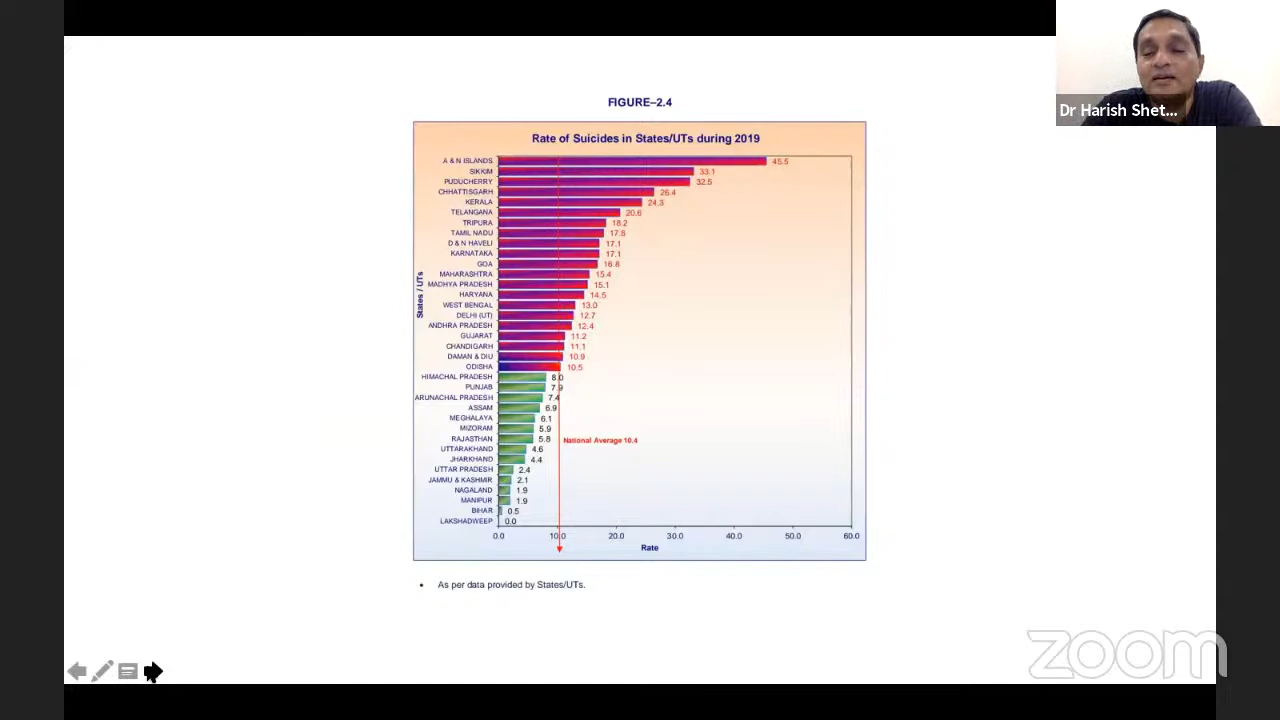 Dr Harish Shet...
FIGURE–2.4
Rate of Suicides in States/UTs during 2019
States / UTs
A & N ISLANDS 45.5
SIKKIM 33.1
PUDUCHERRY 32.5
CHHATTISGARH 26.4
KERALA 24.3
TELANGANA 20.6
TRIPURA 18.2
TAMIL NADU 17.8
D & N HAVELI 17.1
KARNATAKA 17.1
GOA 16.8
MAHARASHTRA 15.4
MADHYA PRADESH 15.1
HARYANA 14.5
WEST BENGAL 13.0
DELHI (UT) 12.7
ANDHRA PRADESH 12.4
GUJARAT 11.2
CHANDIGARH 11.1
DAMAN & DIU 10.9
ODISHA 10.5
HIMACHAL PRADESH 8.0
PUNJAB 7.9
ARUNACHAL PRADESH 7.4
ASSAM 6.9
MEGHALAYA 6.1
MIZORAM 5.9
RAJASTHAN 5.8
National Average 10.4
UTTARAKHAND 4.6
JHARKHAND 4.4
UTTAR PRADESH 2.4
JAMMU & KASHMIR 2.1
NAGALAND 1.9
MANIPUR 1.9
BIHAR 0.5
LAKSHADWEEP 0.0
0.0 10.0 20.0 30.0 40.0 50.0 60.0
Rate
• As per data provided by States/UTs.
zoom